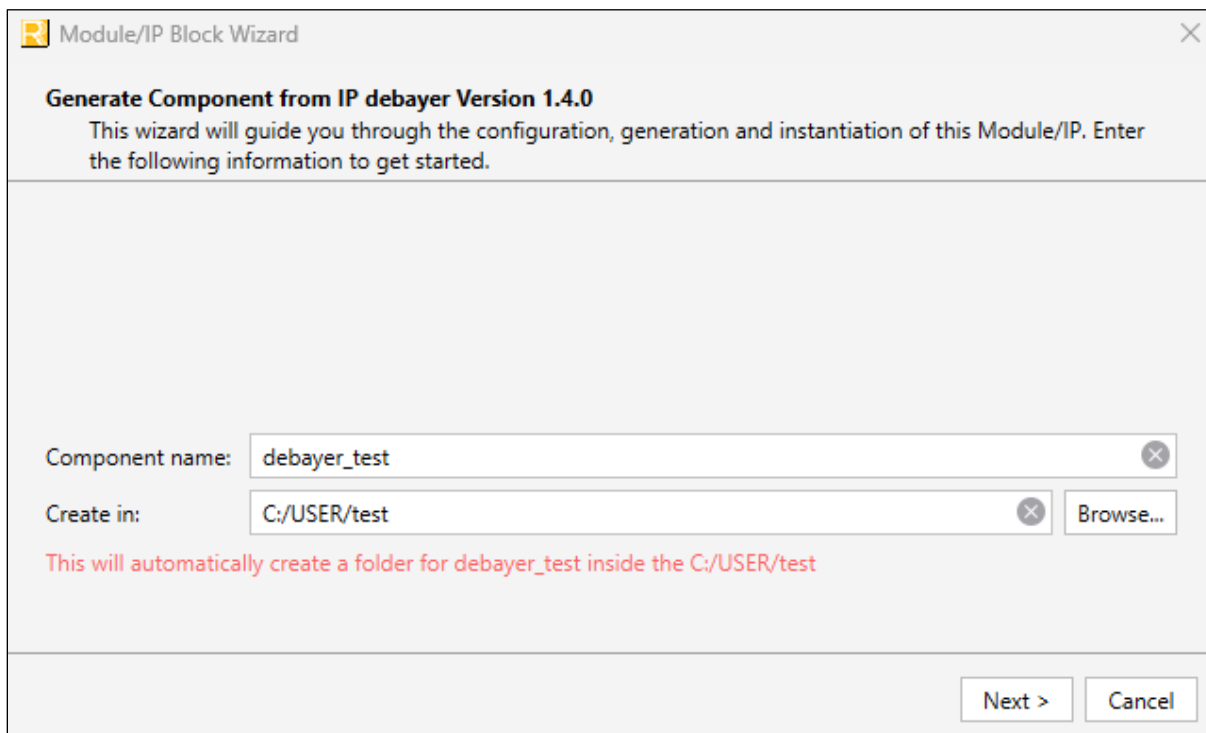 Module/IP Block Wizard
Generate Component from IP debayer Version 1.4.0
This wizard will guide you through the configuration, generation and instantiation of this Module/IP. Enter
the following information to get started.
Component name: debayer_test
Create in: C:/USER/test Browse...
This will automatically create a folder for debayer_test inside the C:/USER/test
Next > Cancel